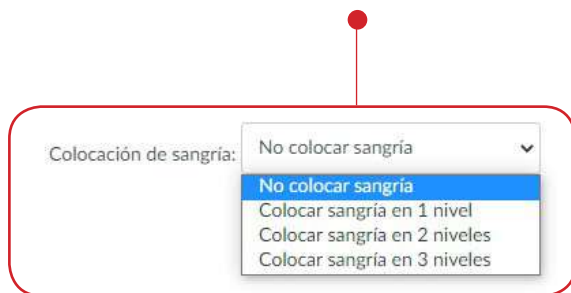 Colocación de sangría: No colocar sangría
No colocar sangría
Colocar sangría en 1 nivel
Colocar sangría en 2 niveles
Colocar sangría en 3 niveles